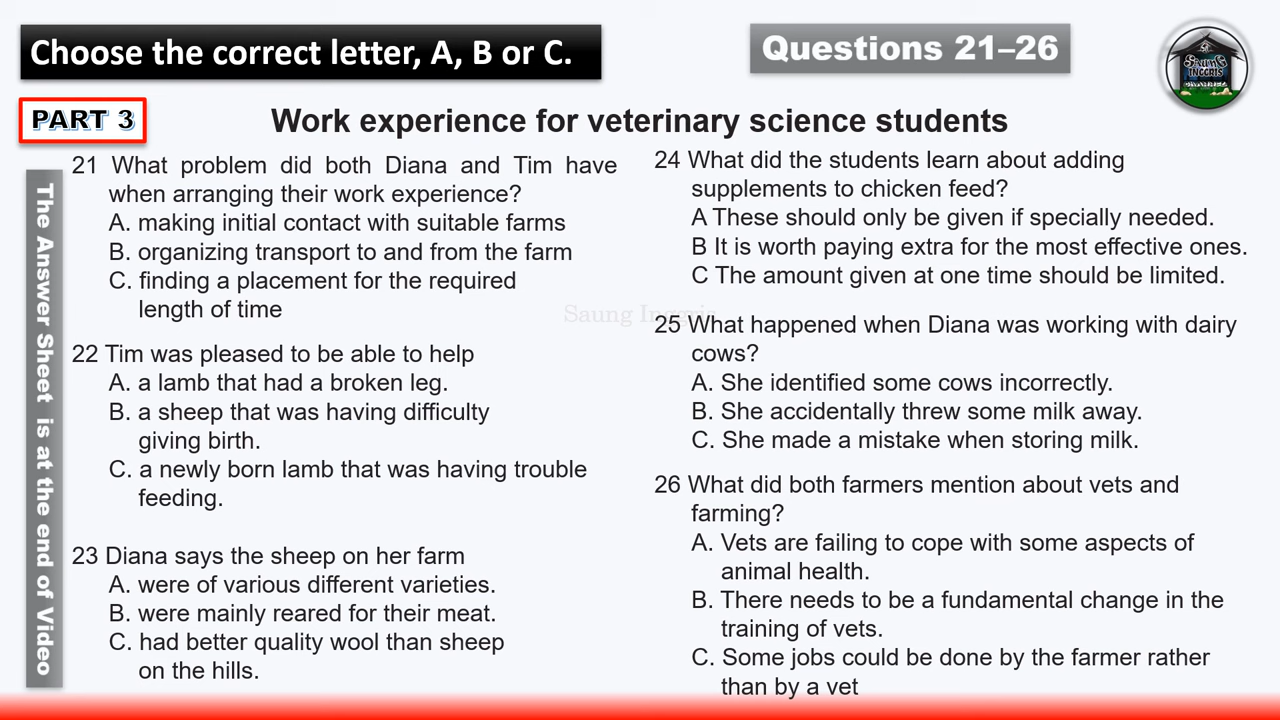 Choose the correct letter, A, B or C.
Questions 21–26
SAUNG
INGGRIS
PART 3
Work experience for veterinary science students
The Answer Sheet is at the end of Video
21 What problem did both Diana and Tim have
when arranging their work experience?
A. making initial contact with suitable farms
B. organizing transport to and from the farm
C. finding a placement for the required
length of time
22 Tim was pleased to be able to help
A. a lamb that had a broken leg.
B. a sheep that was having difficulty
giving birth.
C. a newly born lamb that was having trouble
feeding.
23 Diana says the sheep on her farm
A. were of various different varieties.
B. were mainly reared for their meat.
C. had better quality wool than sheep
on the hills.
Saung Inggris
24 What did the students learn about adding
supplements to chicken feed?
A These should only be given if specially needed.
B It is worth paying extra for the most effective ones.
C The amount given at one time should be limited.
25 What happened when Diana was working with dairy
cows?
A. She identified some cows incorrectly.
B. She accidentally threw some milk away.
C. She made a mistake when storing milk.
26 What did both farmers mention about vets and
farming?
A. Vets are failing to cope with some aspects of
animal health.
B. There needs to be a fundamental change in the
training of vets.
C. Some jobs could be done by the farmer rather
than by a vet